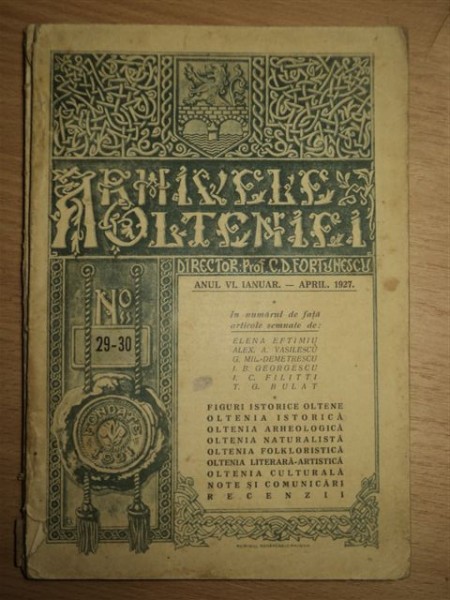 ARHIVELE
OLTENIEI
DIRECTOR: Prof. C.D. FORTUNESCU
No
29-30
ANUL VI. IANUAR. — APRIL. 1927.
In numărul de față
articole semnate de:
ELENA EFTIMIU
ALEX. A. VASILESCU
G. MIL.-DEMETRESCU
I. B. GEORGESCU
I. C. FILITTI
T. G. BULAT
FIGURI ISTORICE OLTENE
OLTENIA ISTORICĂ
OLTENIA ARHEOLOGICĂ
OLTENIA NATURALISTĂ
OLTENIA FOLKLORISTICĂ
OLTENIA LITERARĂ-ARTISTICĂ
OLTENIA CULTURALĂ
NOTE ȘI COMUNICĂRI
RECENZII